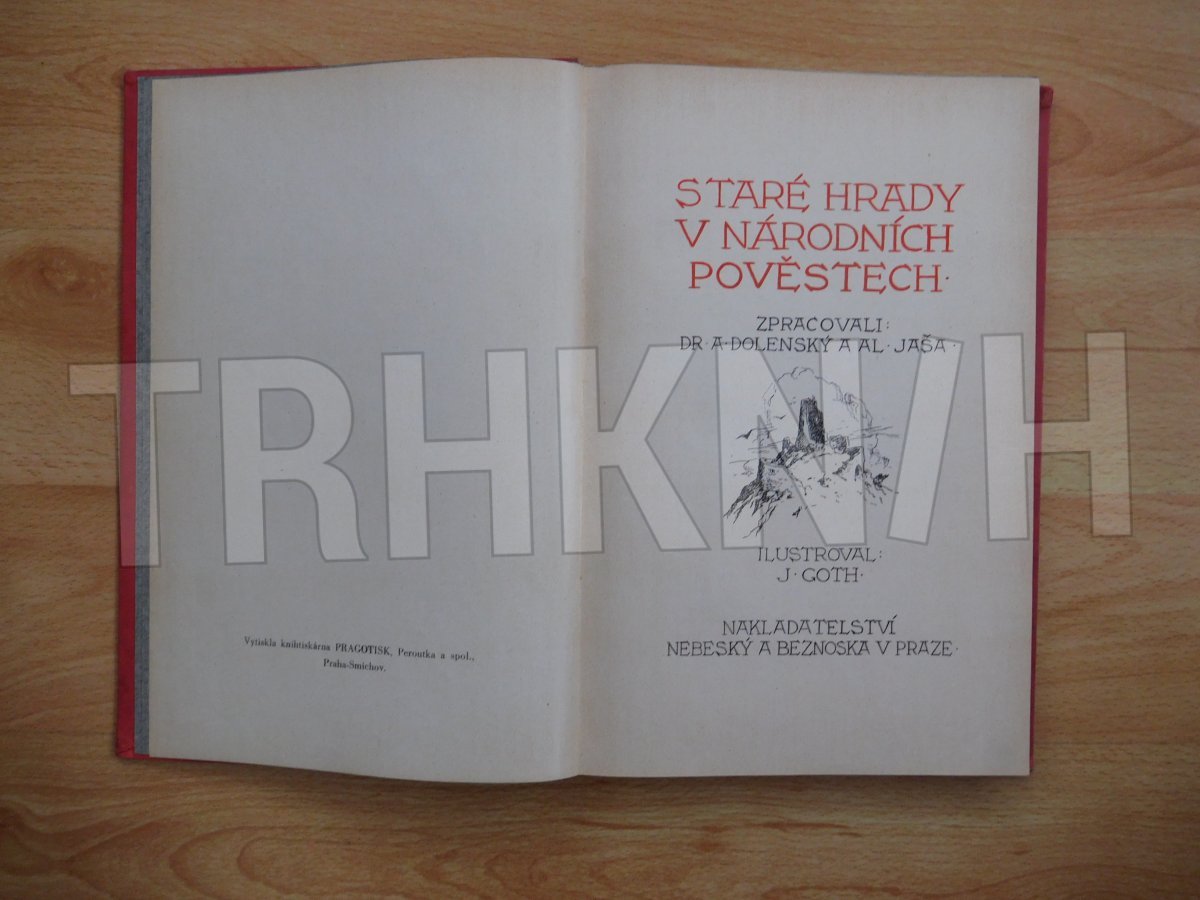 Vytiskla knihtiskárna PRAGOTISK, Peroutka a spol.,
Praha-Smíchov.
STARÉ HRADY
V NÁRODNÍCH
POVĚSTECH·
ZPRACOVALI:
DR·A·DOLENSKÝ A AL·JAŠA·
ILUSTROVAL:
J·GOTH·
NAKLADATELSTVÍ
NEBESKÝ A BEZNOSKA V PRAZE·
TRHKNIH